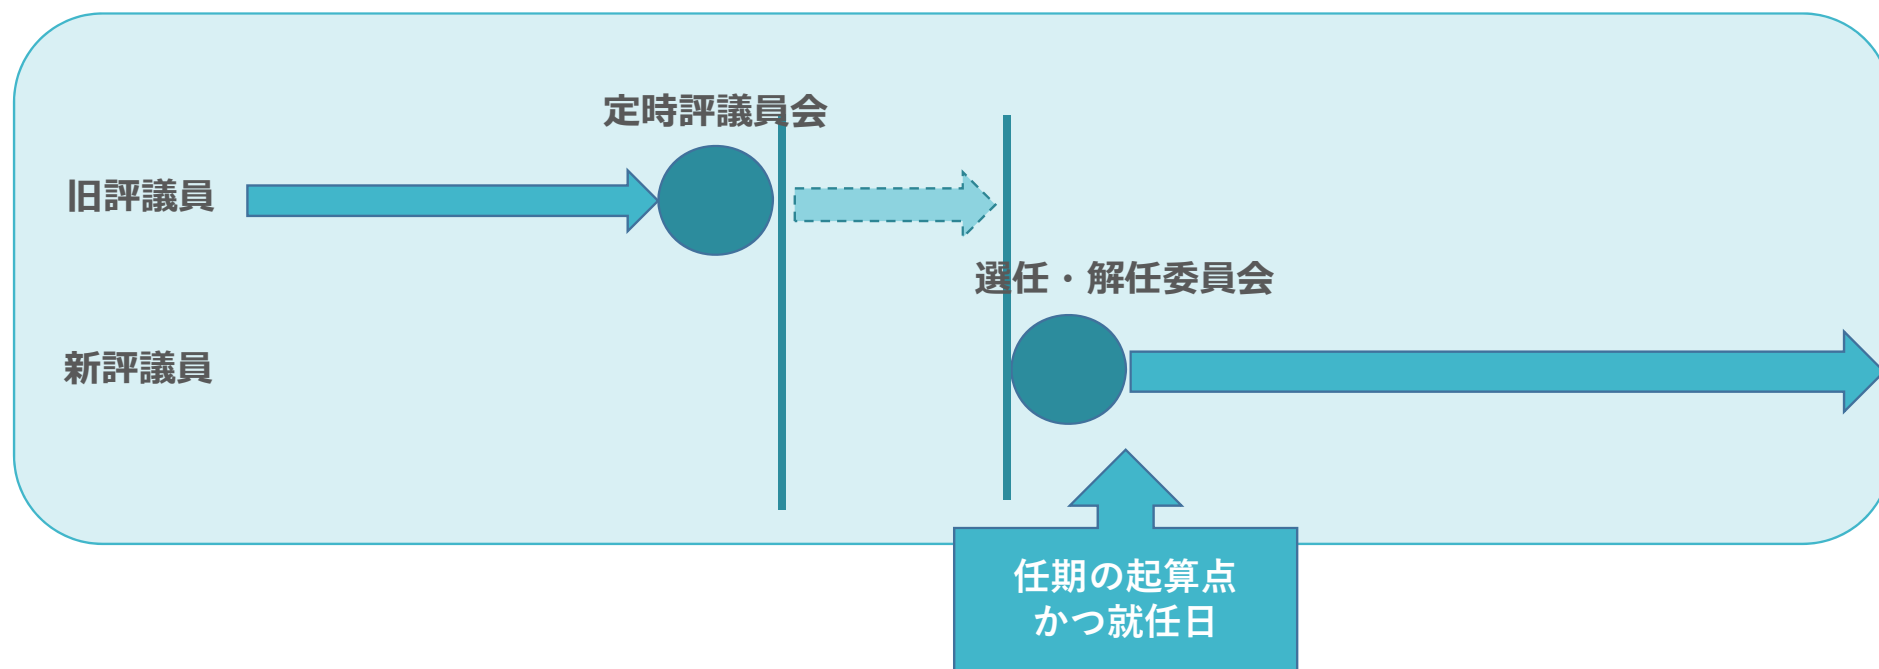 定時評議員会
旧評議員
選任・解任委員会
新評議員
任期の起算点
かつ就任日